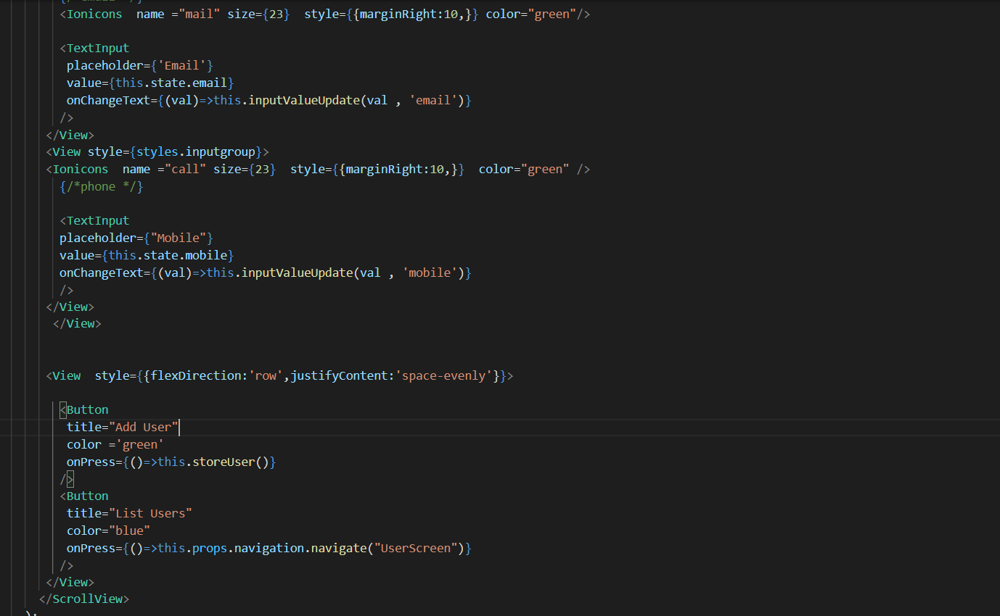 <Ionicons  name ="mail" size={23}  style={{marginRight:10,}} color="green"/>
<TextInput
placeholder={'Email'}
value={this.state.email}
onChangeText={(val)=>this.inputValueUpdate(val , 'email')}
/>
</View>
<View style={styles.inputgroup}>
<Ionicons  name ="call" size={23}  style={{marginRight:10,}}  color="green" />
{/*phone */}
<TextInput
placeholder={"Mobile"}
value={this.state.mobile}
onChangeText={(val)=>this.inputValueUpdate(val , 'mobile')}
/>
</View>
</View>
<View  style={{flexDirection:'row',justifyContent:'space-evenly'}}>
<Button
title="Add User"
color ='green'
onPress={()=>this.storeUser()}
/>
<Button
title="List Users"
color="blue"
onPress={()=>this.props.navigation.navigate("UserScreen")}
/>
</View>
</ScrollView>
);